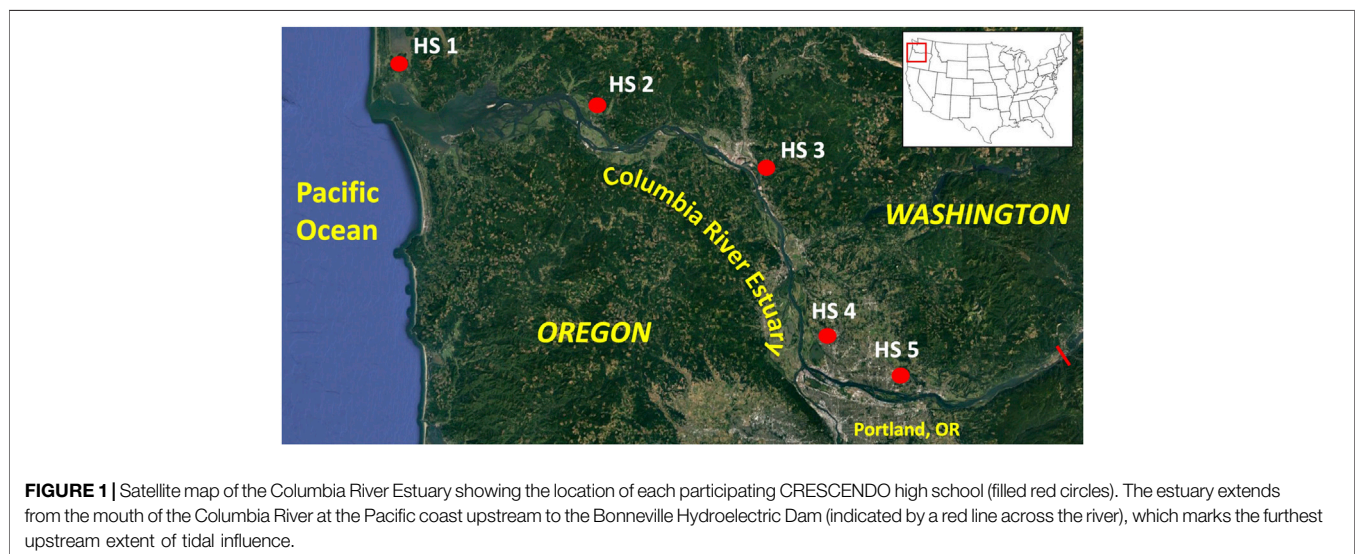 HS 1
HS 2
HS 3
Pacific
Ocean
Columbia River Estuary
WASHINGTON
OREGON
HS 4
HS 5
Portland, OR
FIGURE 1 | Satellite map of the Columbia River Estuary showing the location of each participating CRESCENDO high school (filled red circles). The estuary extends
from the mouth of the Columbia River at the Pacific coast upstream to the Bonneville Hydroelectric Dam (indicated by a red line across the river), which marks the furthest
upstream extent of tidal influence.